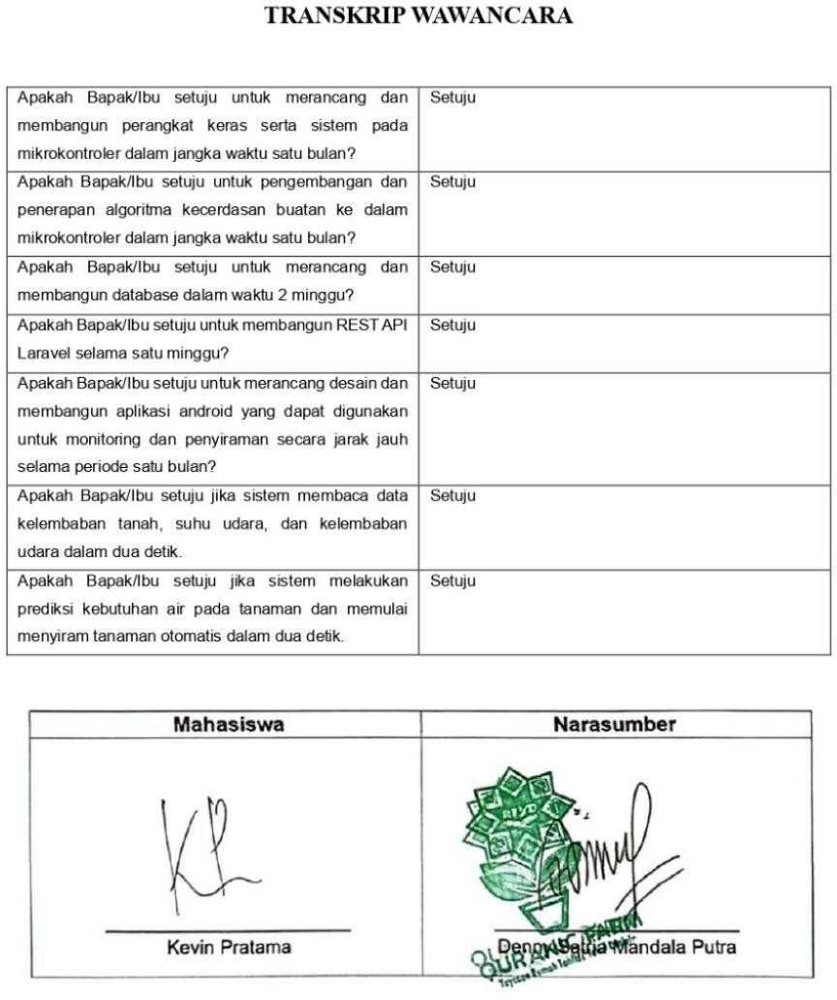 TRANSKRIP WAWANCARA
Apakah Bapak/Ibu setuju untuk merancang dan
membangun perangkat keras serta sistem pada
mikrokontroler dalam jangka waktu satu bulan?
Setuju
Apakah Bapak/Ibu setuju untuk pengembangan dan
penerapan algoritma kecerdasan buatan ke dalam
mikrokontroler dalam jangka waktu satu bulan?
Setuju
Apakah Bapak/Ibu setuju untuk merancang dan
membangun database dalam waktu 2 minggu?
Setuju
Apakah Bapak/Ibu setuju untuk membangun REST API
Laravel selama satu minggu?
Setuju
Apakah Bapak/Ibu setuju untuk merancang desain dan
membangun aplikasi android yang dapat digunakan
untuk monitoring dan penyiraman secara jarak jauh
selama periode satu bulan?
Setuju
Apakah Bapak/Ibu setuju jika sistem membaca data
kelembaban tanah, suhu udara, dan kelembaban
udara dalam dua detik.
Setuju
Apakah Bapak/Ibu setuju jika sistem melakukan
prediksi kebutuhan air pada tanaman dan memulai
menyiram tanaman otomatis dalam dua detik.
Setuju
Mahasiswa
Narasumber
Kevin Pratama
Denny Satria Mandala Putra
QURANIC FARM